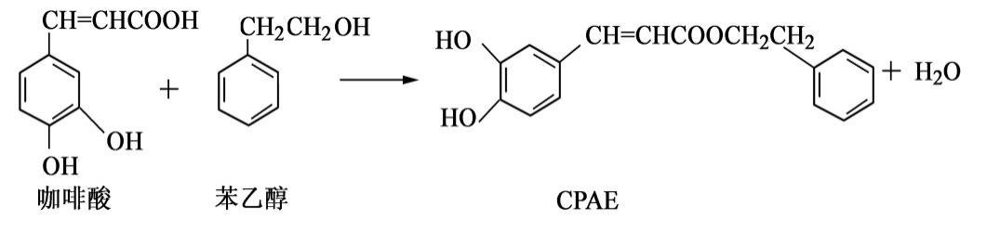 CH=CHCOOH
CH₂CH₂OH
HO
CH=CHCOOCH₂CH₂
+
+ H₂O
HO
OH
OH
咖啡酸
苯乙醇
CPAE